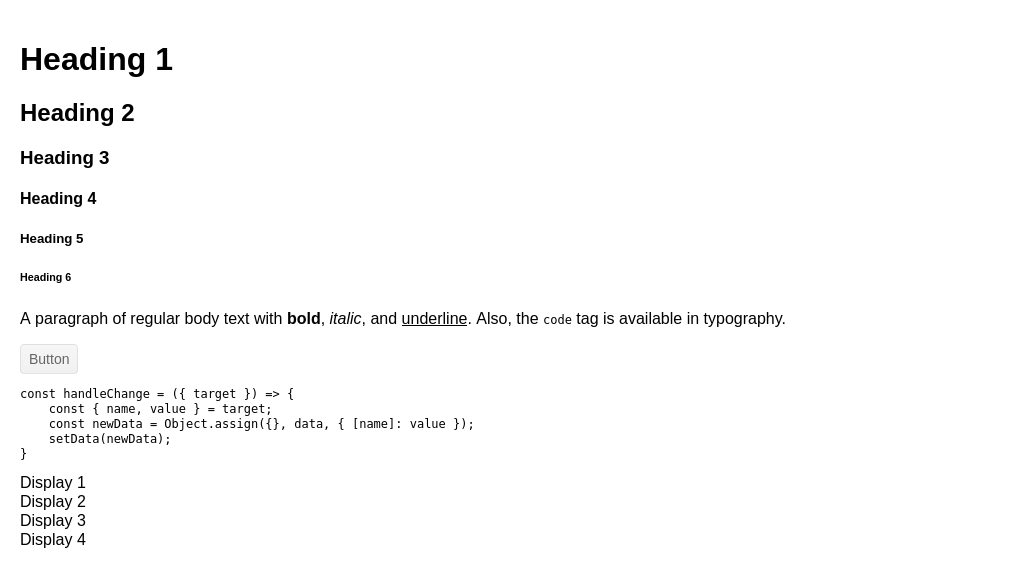 Heading 1
Heading 2
Heading 3
Heading 4
Heading 5
Heading 6
A paragraph of regular body text with bold, italic, and underline. Also, the code tag is available in typography.
Button
const handleChange = ({ target }) => {
    const { name, value } = target;
    const newData = Object.assign({}, data, { [name]: value });
    setData(newData);
}
Display 1
Display 2
Display 3
Display 4